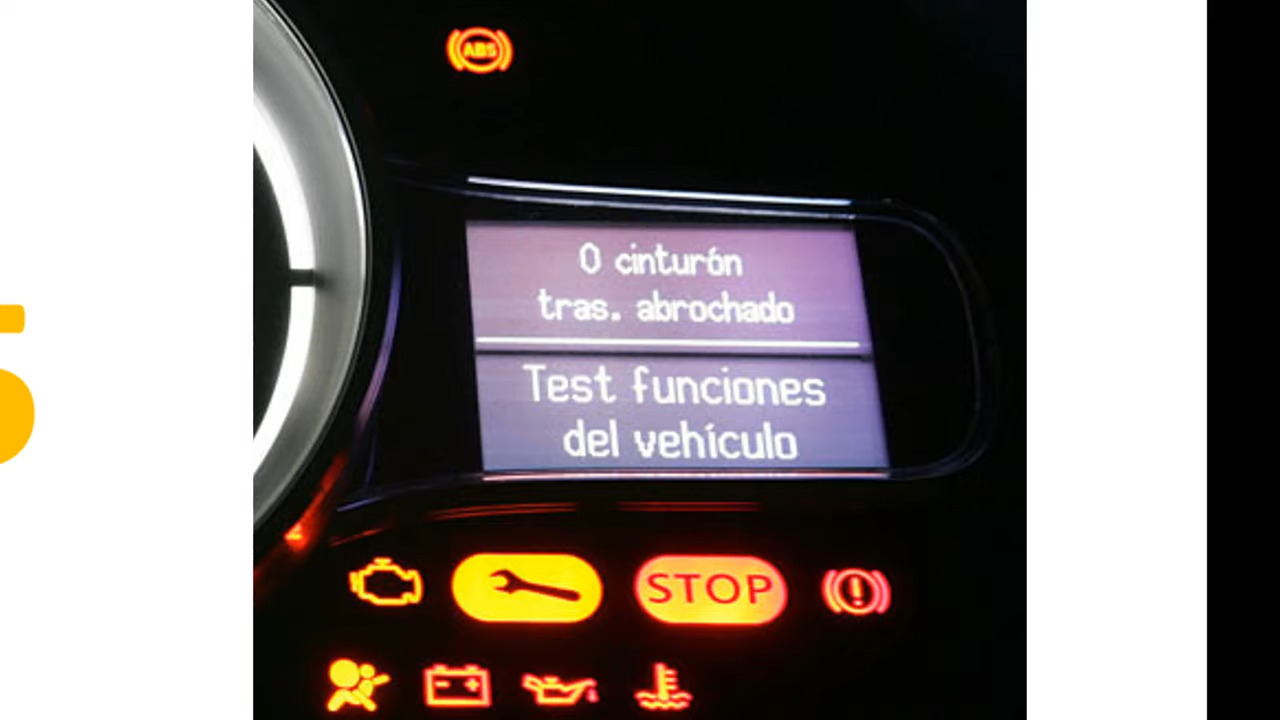 ABS
0 cinturón
tras. abrochado
Test funciones
del vehículo
STOP